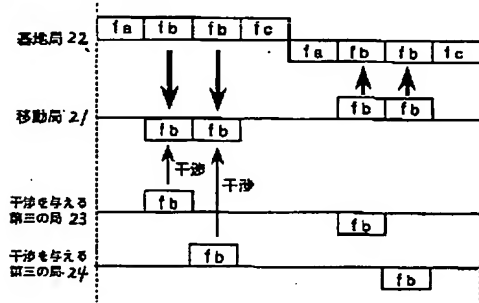 基地局 22
fa fb fb fc
fa fb fb fc
移動局 21
fb fb
fb fb
干渉
干渉
干渉を与える
第三の局 23
fb
fb
干渉を与える
第三の局 24
fb
fb